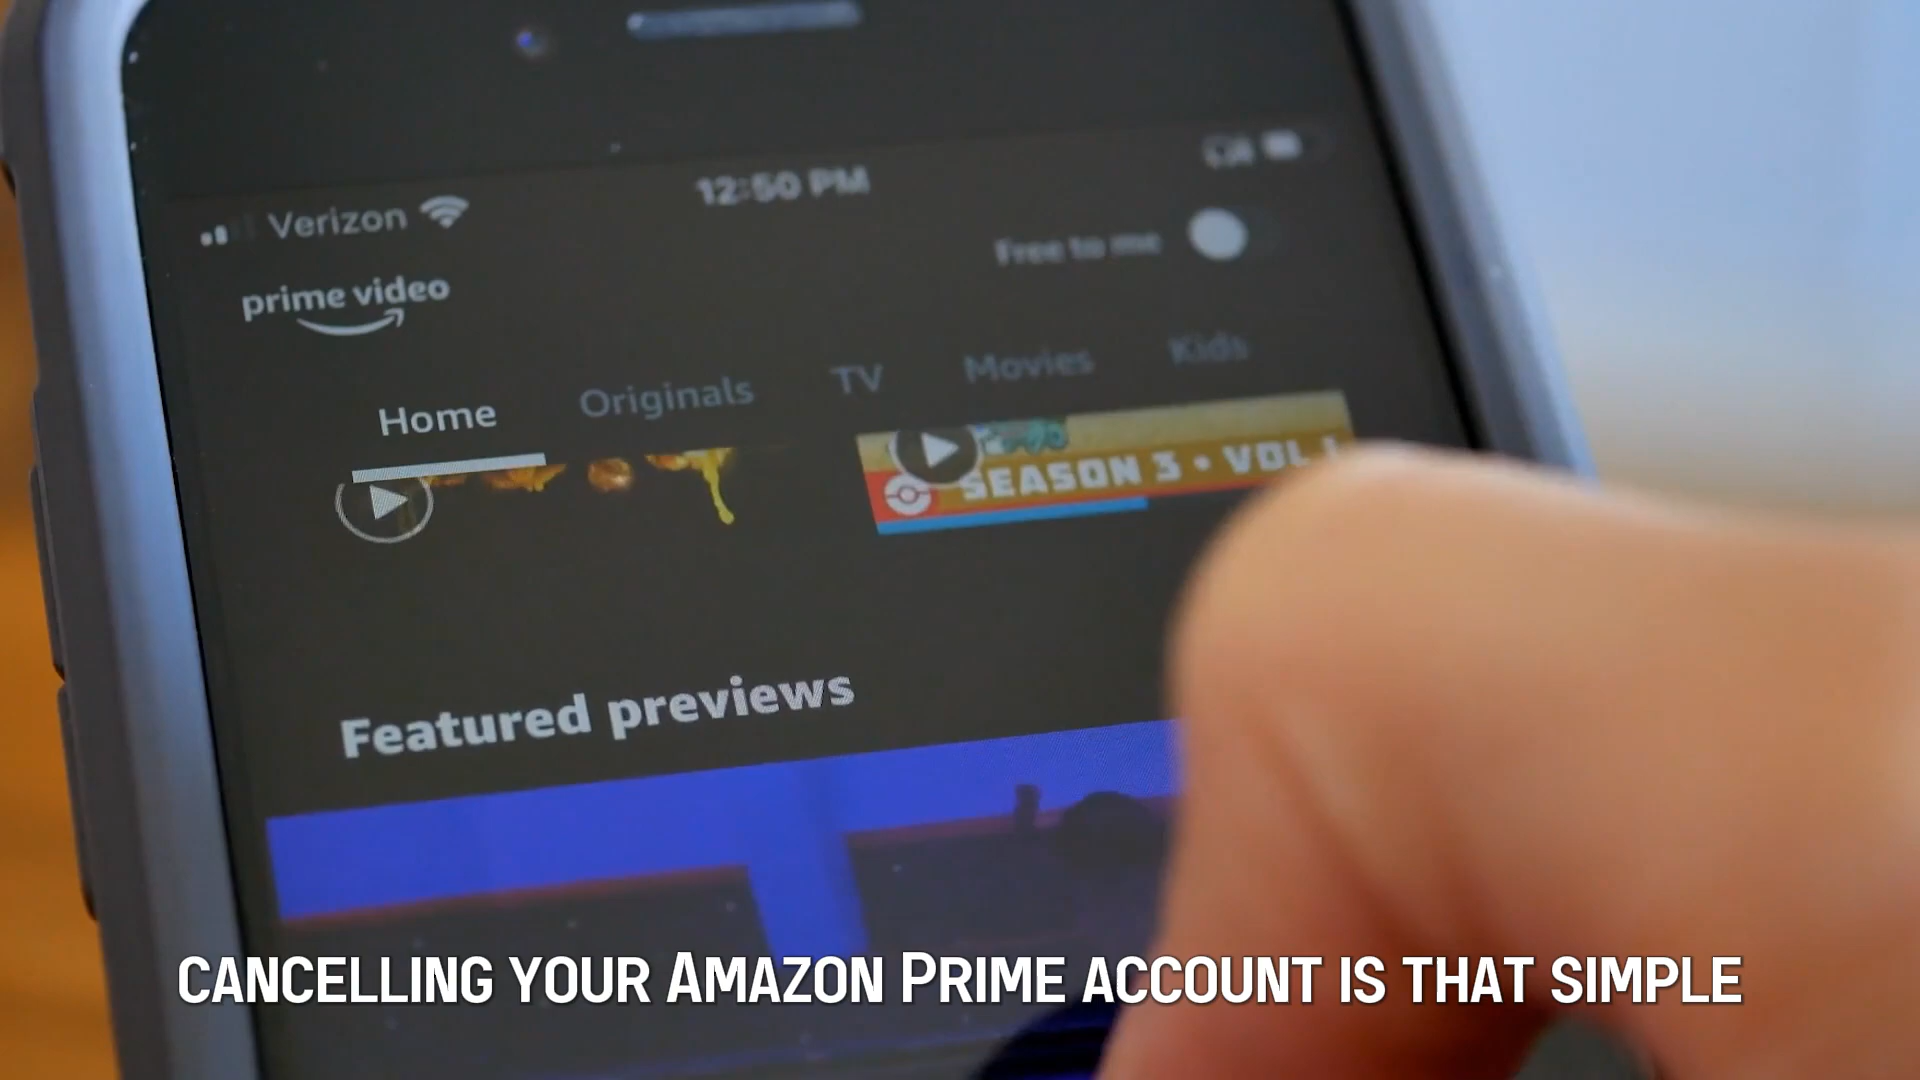 12:50 PM
Verizon
Free to me
prime video
Home Originals TV Movies Kids
SEASON 3 • VOL 1
Featured previews
CANCELLING YOUR AMAZON PRIME ACCOUNT IS THAT SIMPLE